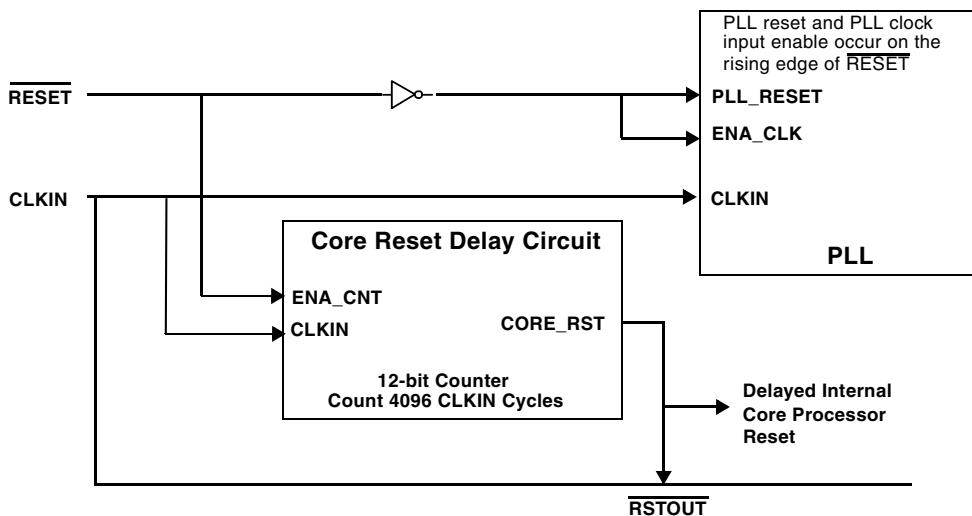 PLL reset and PLL clock
input enable occur on the
rising edge of RESET
RESET
PLL_RESET
ENA_CLK
CLKIN
CLKIN
PLL
Core Reset Delay Circuit
ENA_CNT
CLKIN
CORE_RST
12-bit Counter
Count 4096 CLKIN Cycles
Delayed Internal
Core Processor
Reset
RSTOUT